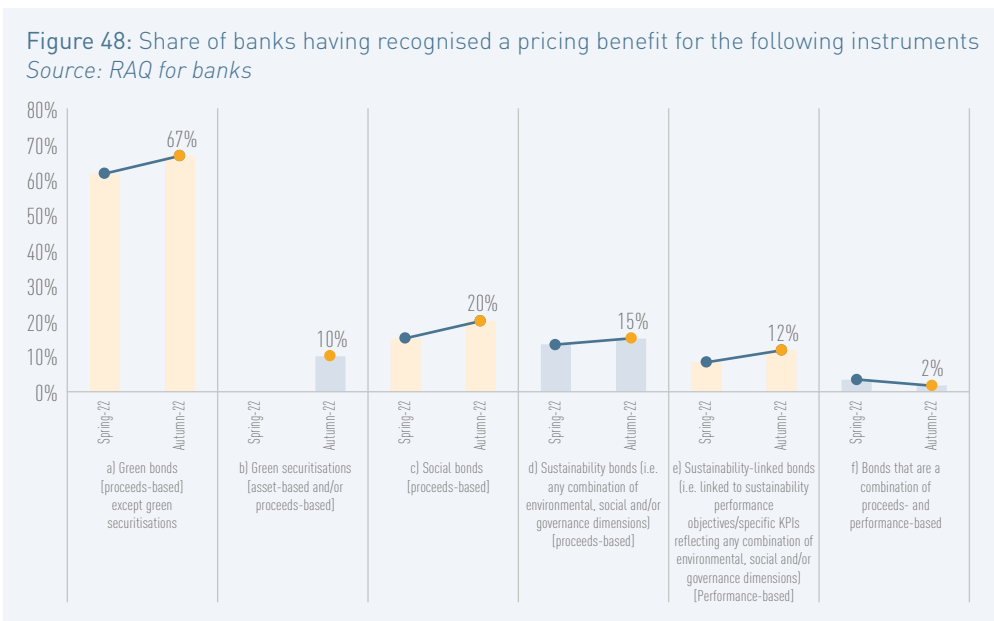 Figure 48: Share of banks having recognised a pricing benefit for the following instruments
Source: RAQ for banks
80%
70%
60%
50%
40%
30%
20%
10%
0%
67%
10%
20%
15%
12%
2%
Spring-22
Autumn-22
Spring-22
Autumn-22
Spring-22
Autumn-22
Spring-22
Autumn-22
Spring-22
Autumn-22
Spring-22
Autumn-22
a) Green bonds
[proceeds-based]
except green
securitisations
b) Green securitisations
[asset-based and/or
proceeds-based]
c) Social bonds
[proceeds-based]
d) Sustainability bonds (i.e.
any combination of
environmental, social and/or
governance dimensions)
[proceeds-based]
e) Sustainability-linked bonds
(i.e. linked to sustainability
performance
objectives/specific KPIs
reflecting any combination of
environmental, social and/or
governance dimensions)
[Performance-based]
f) Bonds that are a
combination of
proceeds- and
performance-based